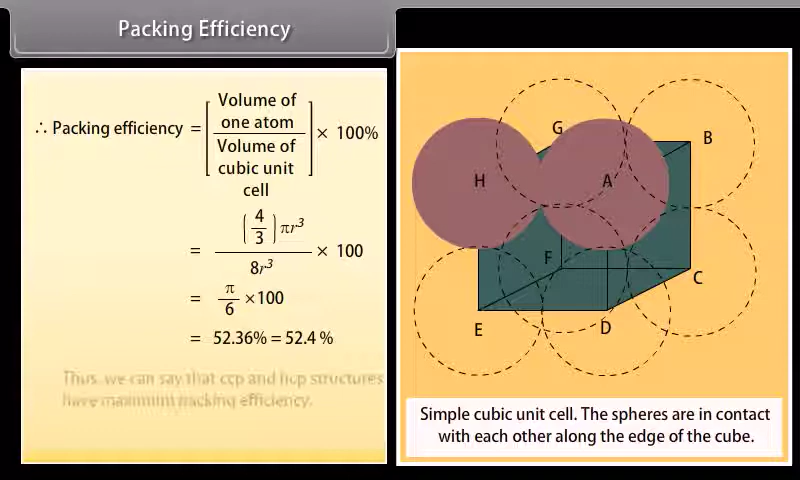 Packing Efficiency
∴ Packing efficiency = [Volume of one atom / Volume of cubic unit cell] × 100%
= (4/3) πr³ / 8r³ × 100
= π/6 ×100
= 52.36% = 52.4 %
Thus, we can say that ccp and hcp structures
have maximum packing efficiency.
G
B
H
A
F
C
E
D
Simple cubic unit cell. The spheres are in contact
with each other along the edge of the cube.